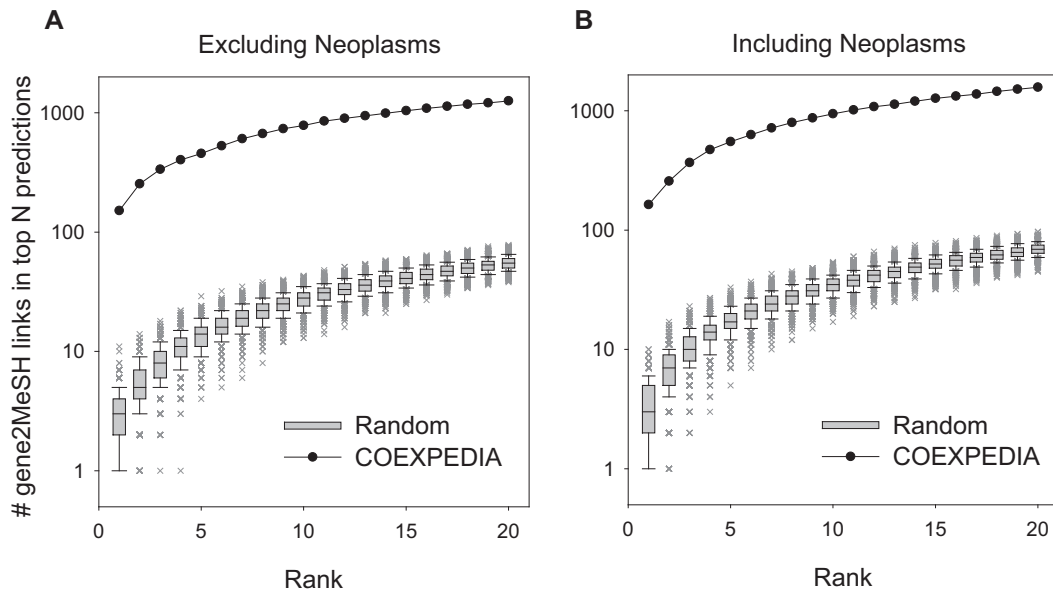 A
Excluding Neoplasms
# gene2MeSH links in top N predictions
1000
100
10
1
Random
COEXPEDIA
0 5 10 15 20
Rank
B
Including Neoplasms
1000
100
10
1
Random
COEXPEDIA
0 5 10 15 20
Rank